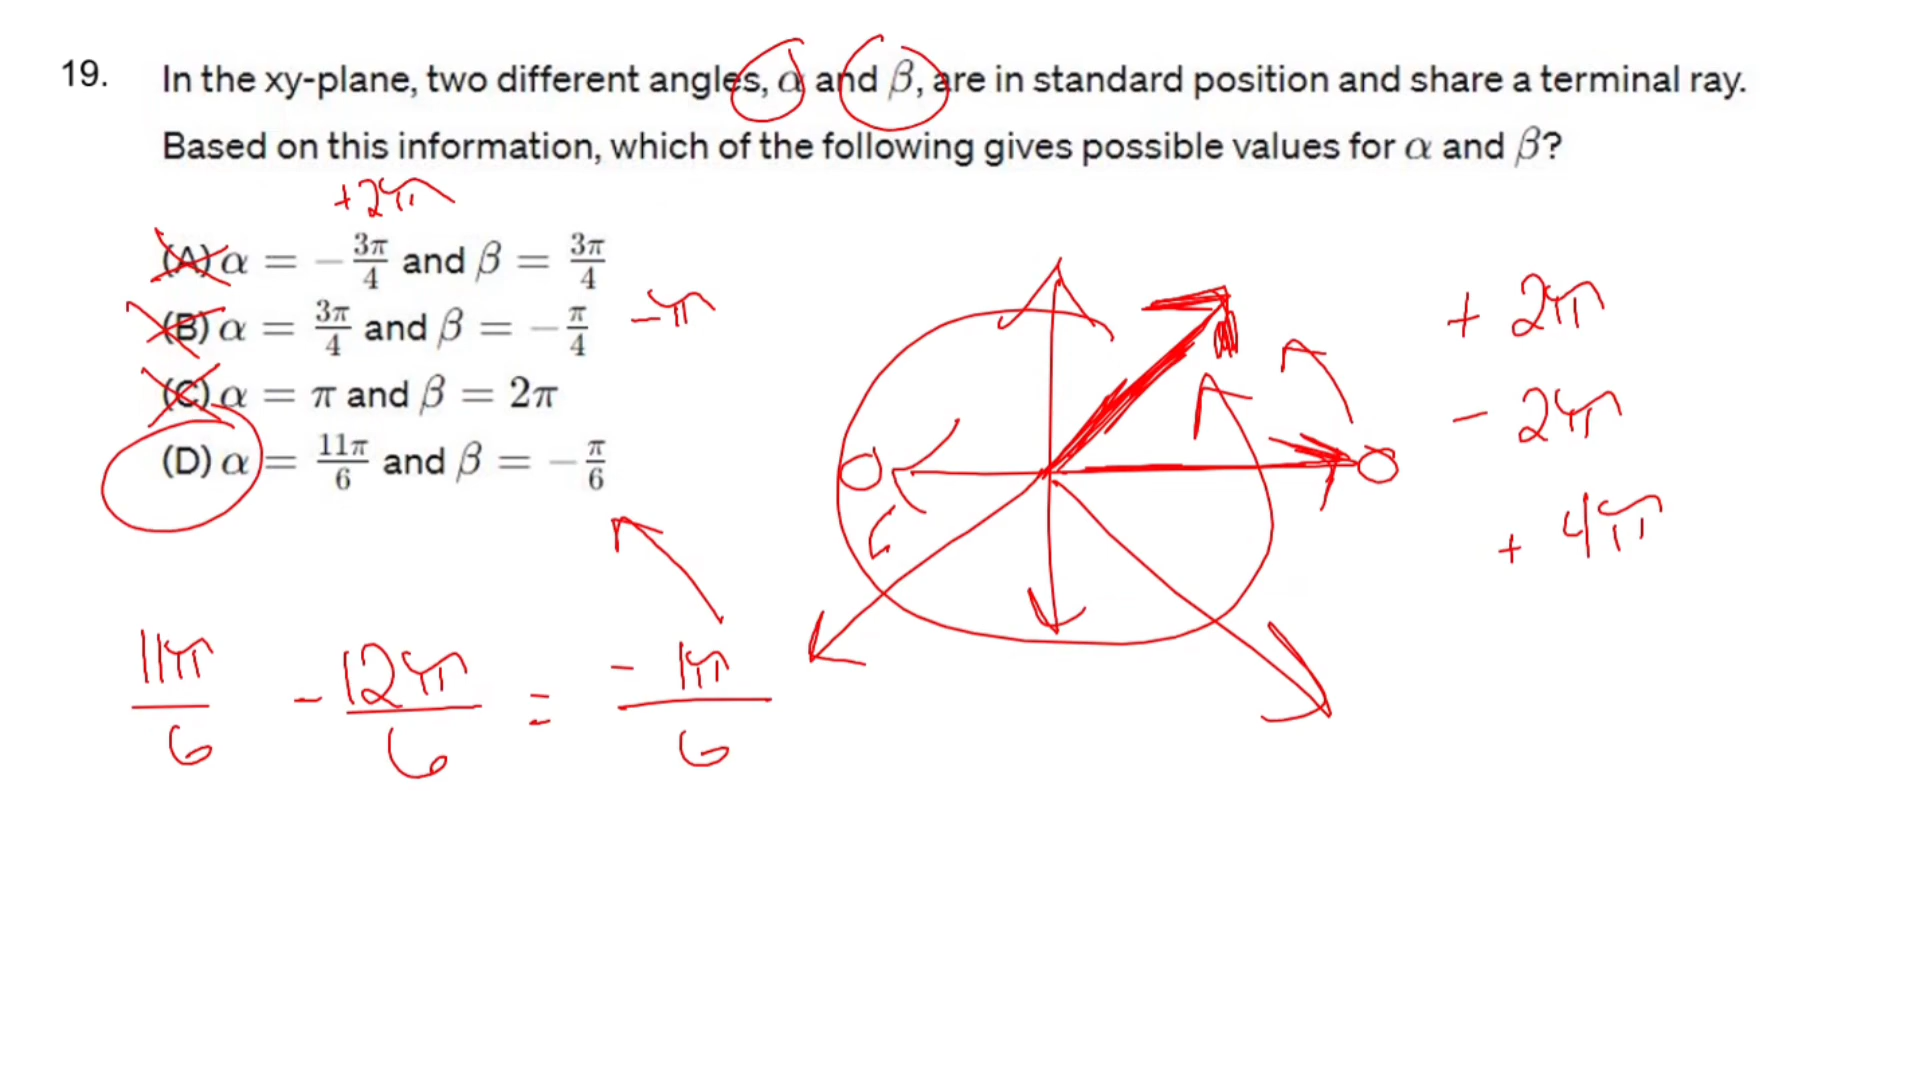 19. In the xy-plane, two different angles, α and β, are in standard position and share a terminal ray.
Based on this information, which of the following gives possible values for α and β?
+2π
(A) α = −3π/4 and β = 3π/4
(B) α = 3π/4 and β = −π/4 −π
(C) α = π and β = 2π
(D) α = 11π/6 and β = −π/6
+ 2π
− 2π
+ 4π
11π/6 − 12π/6 = −1π/6